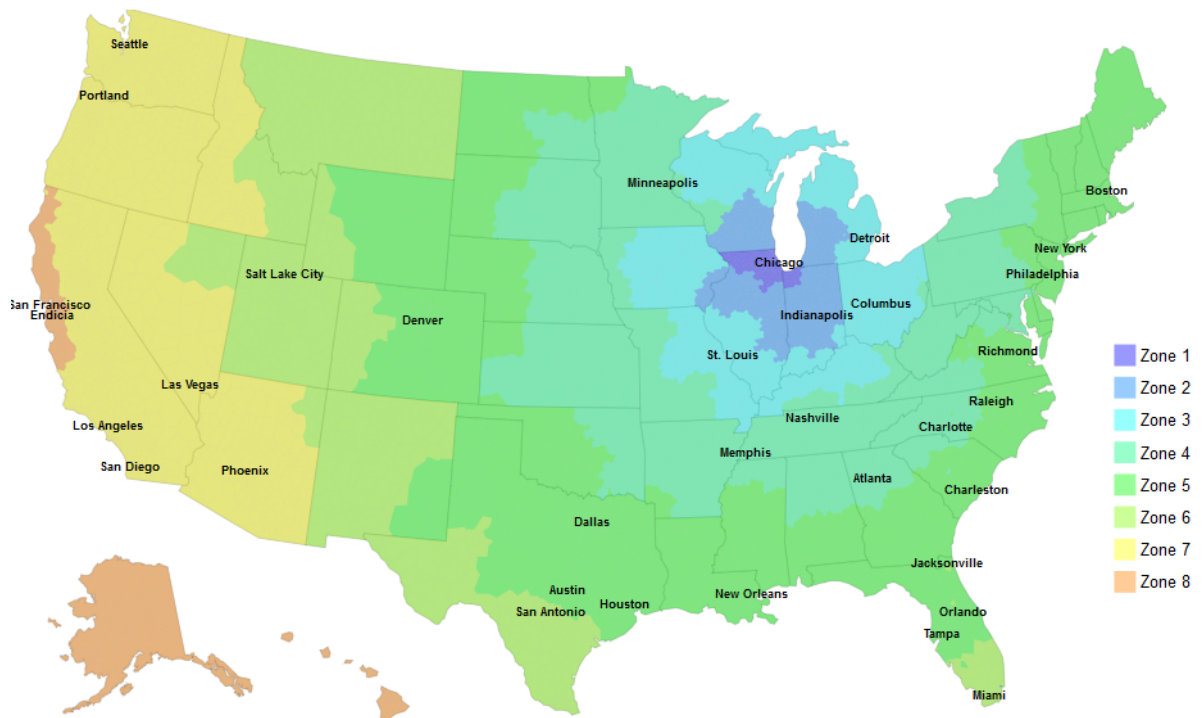 Seattle
Portland
Minneapolis
Boston
Detroit
New York
Chicago
Salt Lake City
Philadelphia
San Francisco
Endicia
Columbus
Indianapolis
Denver
Richmond
St. Louis
Zone 1
Las Vegas
Zone 2
Raleigh
Nashville
Zone 3
Los Angeles
Charlotte
Zone 4
Memphis
San Diego
Phoenix
Atlanta
Zone 5
Charleston
Zone 6
Dallas
Zone 7
Jacksonville
Zone 8
Austin
New Orleans
Houston
San Antonio
Orlando
Tampa
Miami